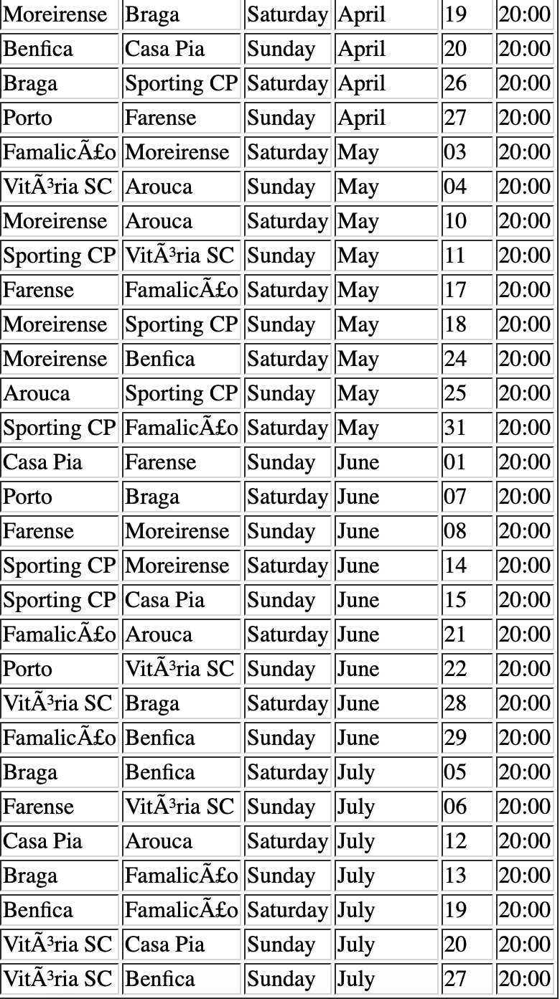 Moreirense Braga Saturday April 19 20:00
Benfica Casa Pia Sunday April 20 20:00
Braga Sporting CP Saturday April 26 20:00
Porto Farense Sunday April 27 20:00
FamalicÃ£o Moreirense Saturday May 03 20:00
VitÃ³ria SC Arouca Sunday May 04 20:00
Moreirense Arouca Saturday May 10 20:00
Sporting CP VitÃ³ria SC Sunday May 11 20:00
Farense FamalicÃ£o Saturday May 17 20:00
Moreirense Sporting CP Sunday May 18 20:00
Moreirense Benfica Saturday May 24 20:00
Arouca Sporting CP Sunday May 25 20:00
Sporting CP FamalicÃ£o Saturday May 31 20:00
Casa Pia Farense Sunday June 01 20:00
Porto Braga Saturday June 07 20:00
Farense Moreirense Sunday June 08 20:00
Sporting CP Moreirense Saturday June 14 20:00
Sporting CP Casa Pia Sunday June 15 20:00
FamalicÃ£o Arouca Saturday June 21 20:00
Porto VitÃ³ria SC Sunday June 22 20:00
VitÃ³ria SC Braga Saturday June 28 20:00
FamalicÃ£o Benfica Sunday June 29 20:00
Braga Benfica Saturday July 05 20:00
Farense VitÃ³ria SC Sunday July 06 20:00
Casa Pia Arouca Saturday July 12 20:00
Braga FamalicÃ£o Sunday July 13 20:00
Benfica FamalicÃ£o Saturday July 19 20:00
VitÃ³ria SC Casa Pia Sunday July 20 20:00
VitÃ³ria SC Benfica Sunday July 27 20:00